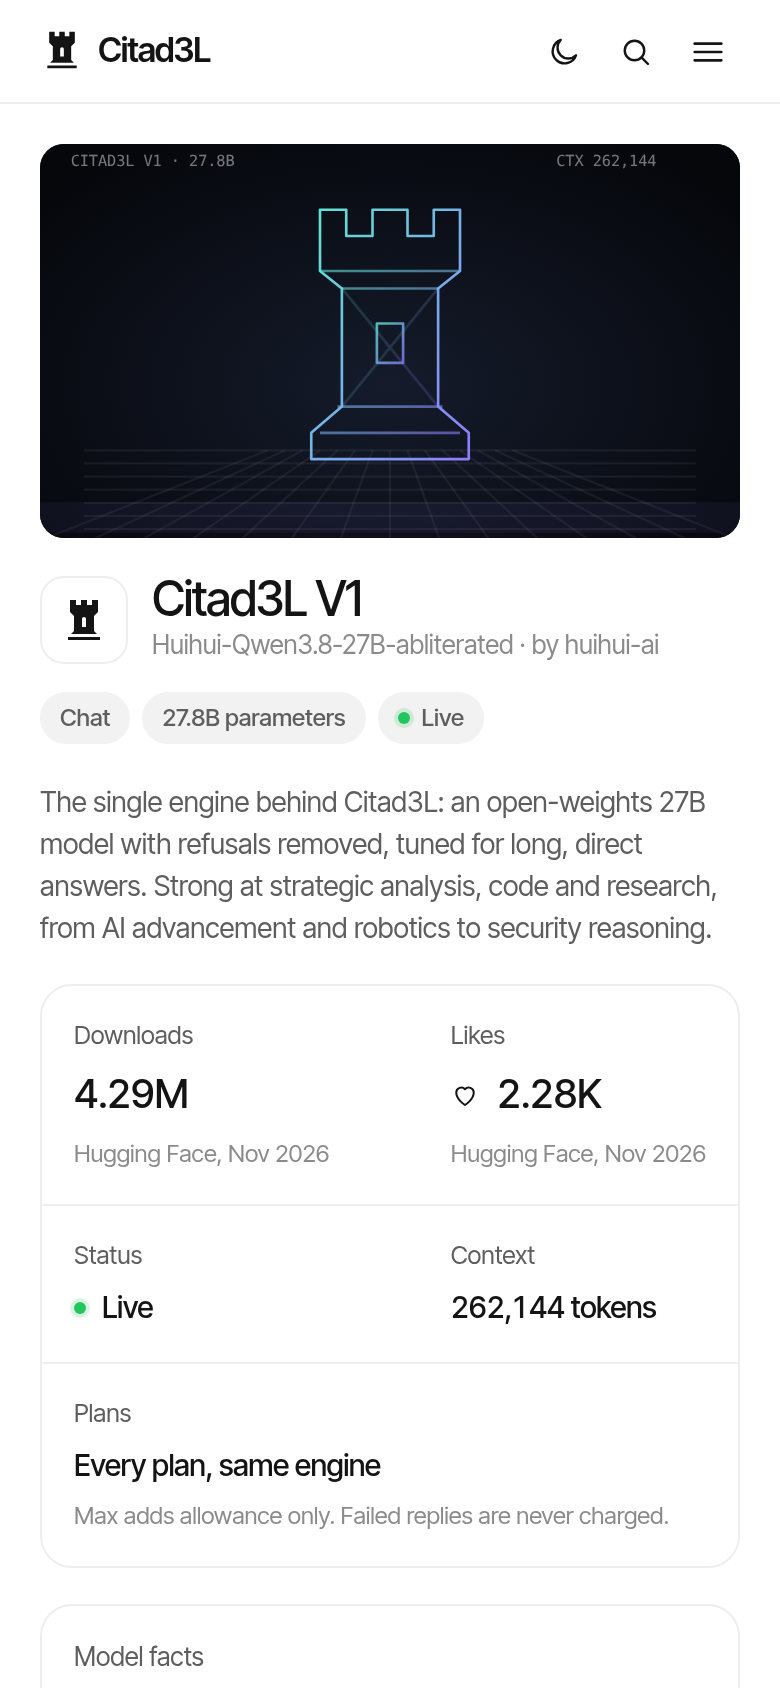 Citad3L
CITAD3L V1 · 27.8B
CTX 262,144
Citad3L V1
Huihui-Qwen3.8-27B-abliterated · by huihui-ai
Chat
27.8B parameters
Live
The single engine behind Citad3L: an open-weights 27B
model with refusals removed, tuned for long, direct
answers. Strong at strategic analysis, code and research,
from AI advancement and robotics to security reasoning.
Downloads
4.29M
Hugging Face, Nov 2026
Likes
2.28K
Hugging Face, Nov 2026
Status
Live
Context
262,144 tokens
Plans
Every plan, same engine
Max adds allowance only. Failed replies are never charged.
Model facts